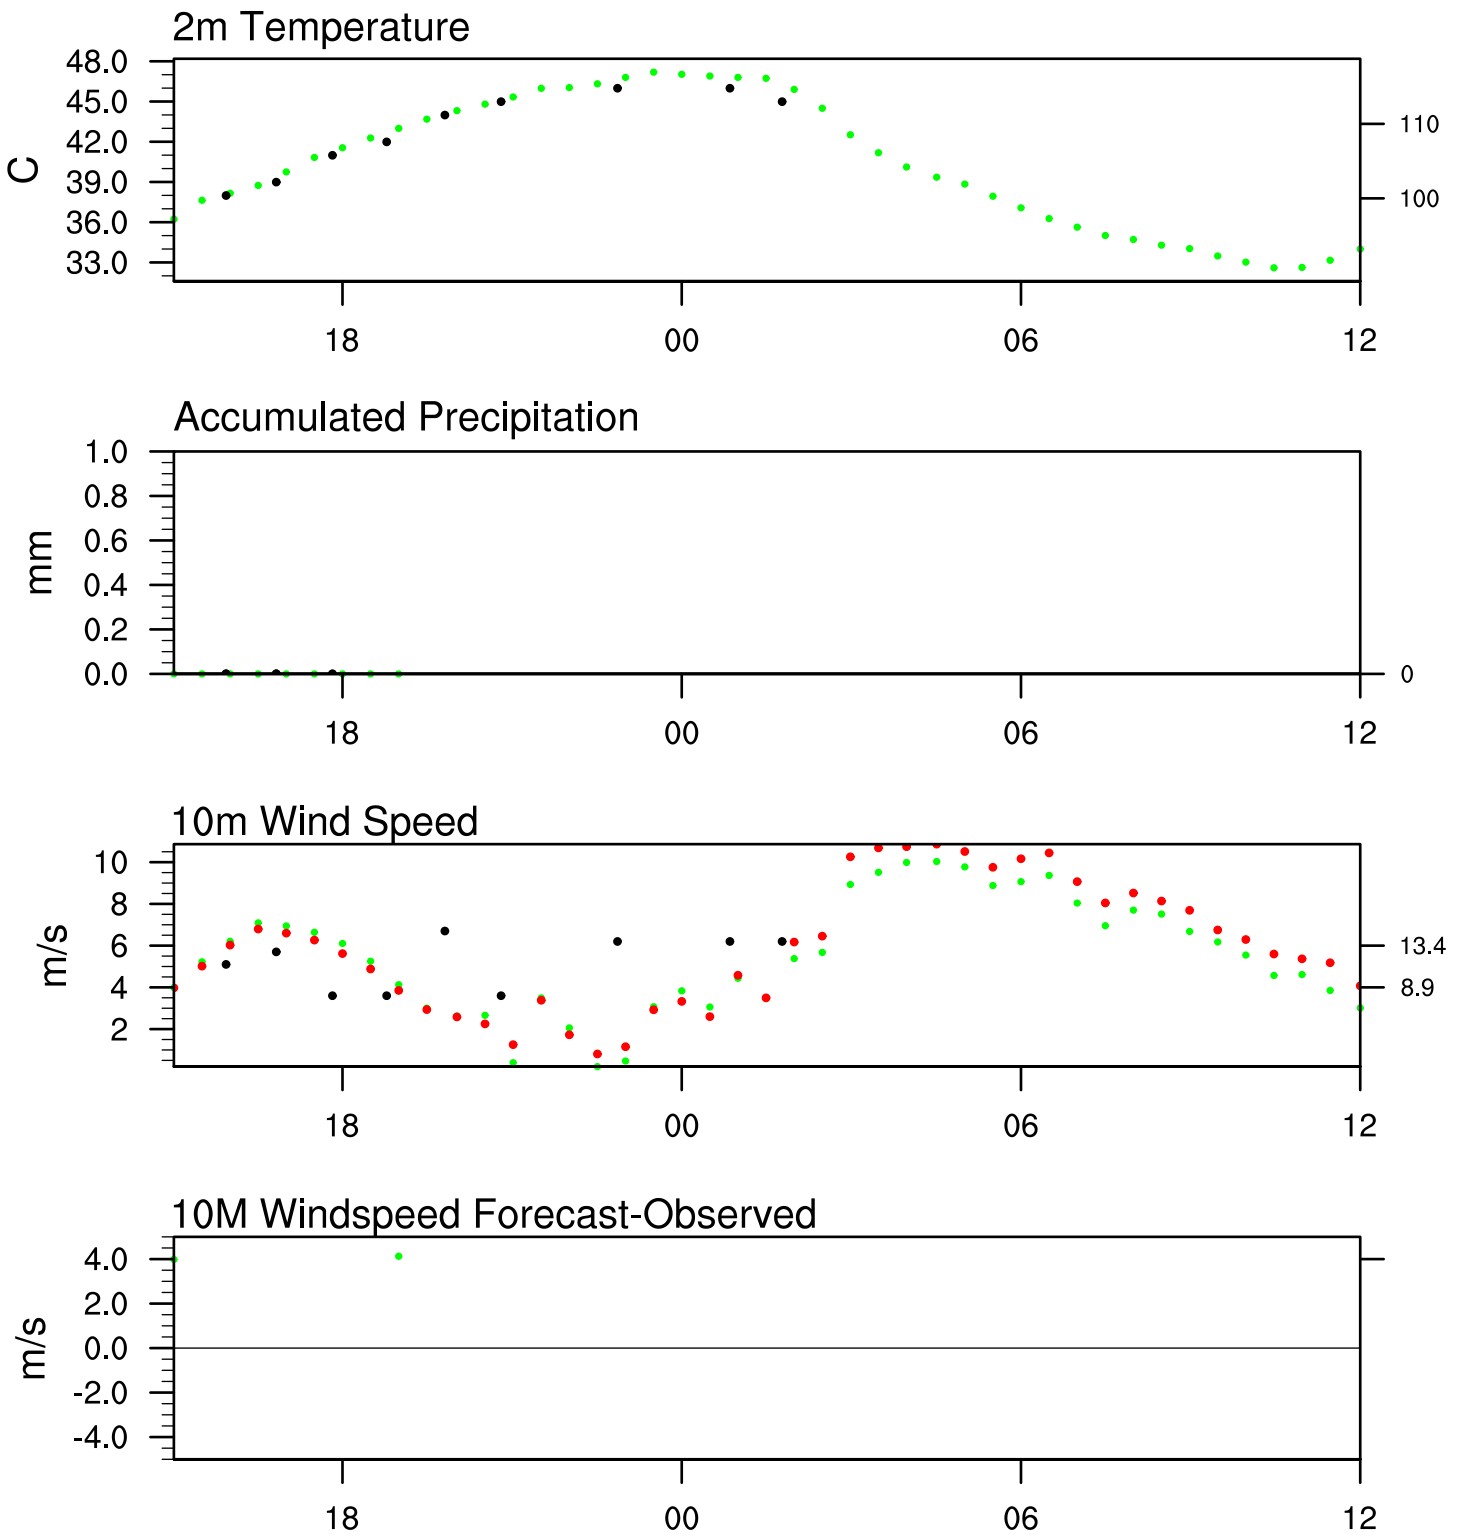 2m Temperature
48.0
45.0
42.0
39.0
36.0
33.0
C
110
100
18 00 06 12
Accumulated Precipitation
1.0
0.8
0.6
0.4
0.2
0.0
mm
0
18 00 06 12
10m Wind Speed
10
8
6
4
2
m/s
13.4
8.9
18 00 06 12
10M Windspeed Forecast-Observed
4.0
2.0
0.0
-2.0
-4.0
m/s
18 00 06 12